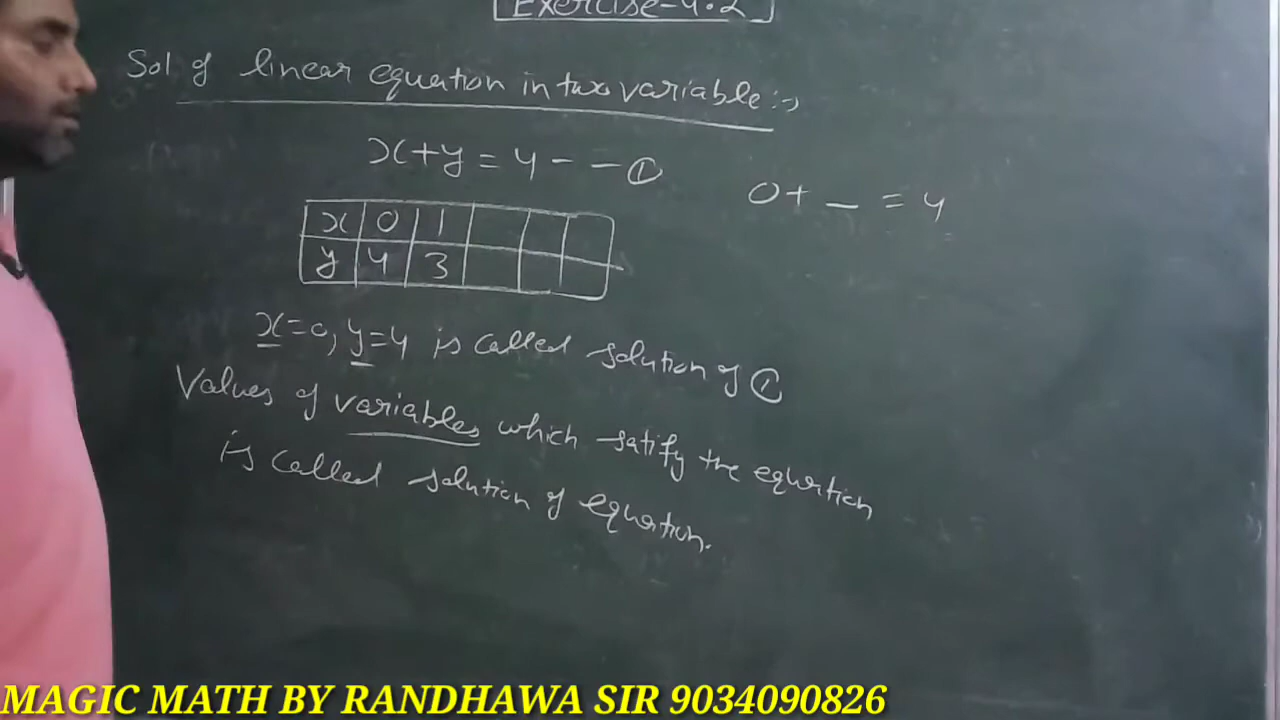 Exercise-4.2
Sol of linear equation in two variable :→
x+y = 4 - - ①
0 + _ = 4
x 0 1
y 4 3
x=0, y=4 is called solution of ①
Values of variables which satify the equation
is called solution of equation.
MAGIC MATH BY RANDHAWA SIR 9034090826